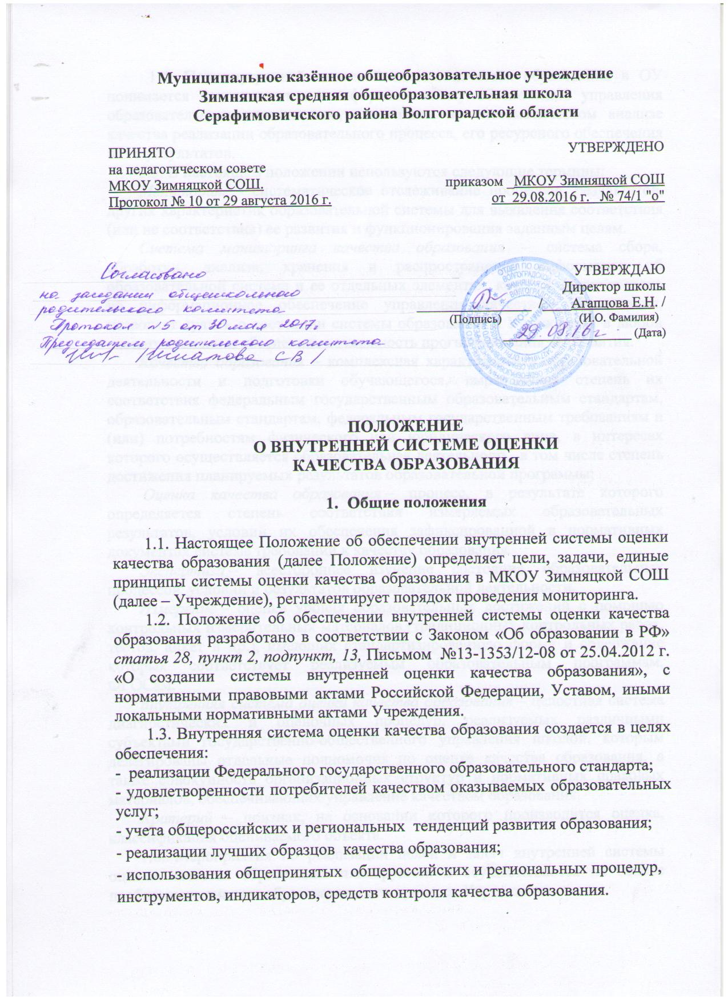 Муниципальное казённое общеобразовательное учреждение
Зимняцкая средняя общеобразовательная школа
Серафимовичского района Волгоградской области
ПРИНЯТО
на педагогическом совете
МКОУ Зимняцкой СОШ.
Протокол № 10 от 29 августа 2016 г.
УТВЕРЖДЕНО
приказом МКОУ Зимняцкой СОШ
от 29.08.2016 г. № 74/1 "о"
Согласовано
на заседании общешкольного
родительского комитета.
Протокол №5 от 30 мая 2017г.
Председатель родительского комитета
/Шпатова С В /
УТВЕРЖДАЮ
Директор школы
/ Агапцова Е.Н. /
(Подпись) (И.О. Фамилия)
29.08.16г (Дата)
ПОЛОЖЕНИЕ
О ВНУТРЕННЕЙ СИСТЕМЕ ОЦЕНКИ
КАЧЕСТВА ОБРАЗОВАНИЯ
1. Общие положения
1.1. Настоящее Положение об обеспечении внутренней системы оценки
качества образования (далее Положение) определяет цели, задачи, единые
принципы системы оценки качества образования в МКОУ Зимняцкой СОШ
(далее – Учреждение), регламентирует порядок проведения мониторинга.
1.2. Положение об обеспечении внутренней системы оценки качества
образования разработано в соответствии с Законом «Об образовании в РФ»
статья 28, пункт 2, подпункт, 13, Письмом №13-1353/12-08 от 25.04.2012 г.
«О создании системы внутренней оценки качества образования», с
нормативными правовыми актами Российской Федерации, Уставом, иными
локальными нормативными актами Учреждения.
1.3. Внутренняя система оценки качества образования создается в целях
обеспечения:
- реализации Федерального государственного образовательного стандарта;
- удовлетворенности потребителей качеством оказываемых образовательных
услуг;
- учета общероссийских и региональных тенденций развития образования;
- реализации лучших образцов качества образования;
- использования общепринятых общероссийских и региональных процедур,
инструментов, индикаторов, средств контроля качества образования.